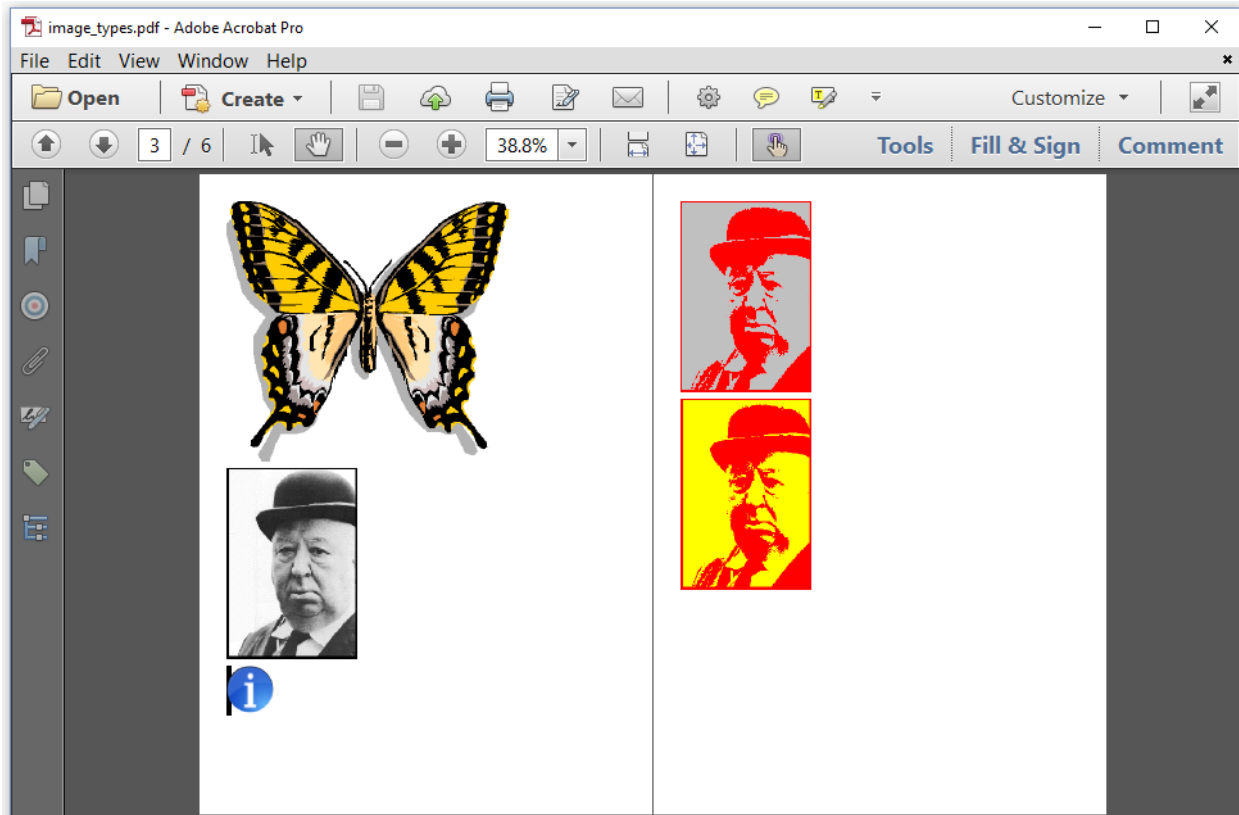 image_types.pdf - Adobe Acrobat Pro
File Edit View Window Help
Open Create Customize
3 / 6 38.8% Tools Fill & Sign Comment
i